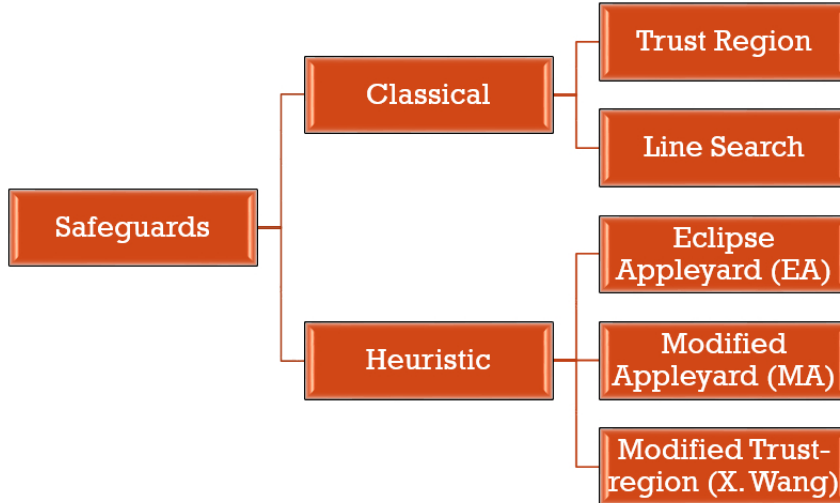 Safeguards
Classical
Trust Region
Line Search
Heuristic
Eclipse
Appleyard (EA)
Modified
Appleyard (MA)
Modified Trust-
region (X. Wang)